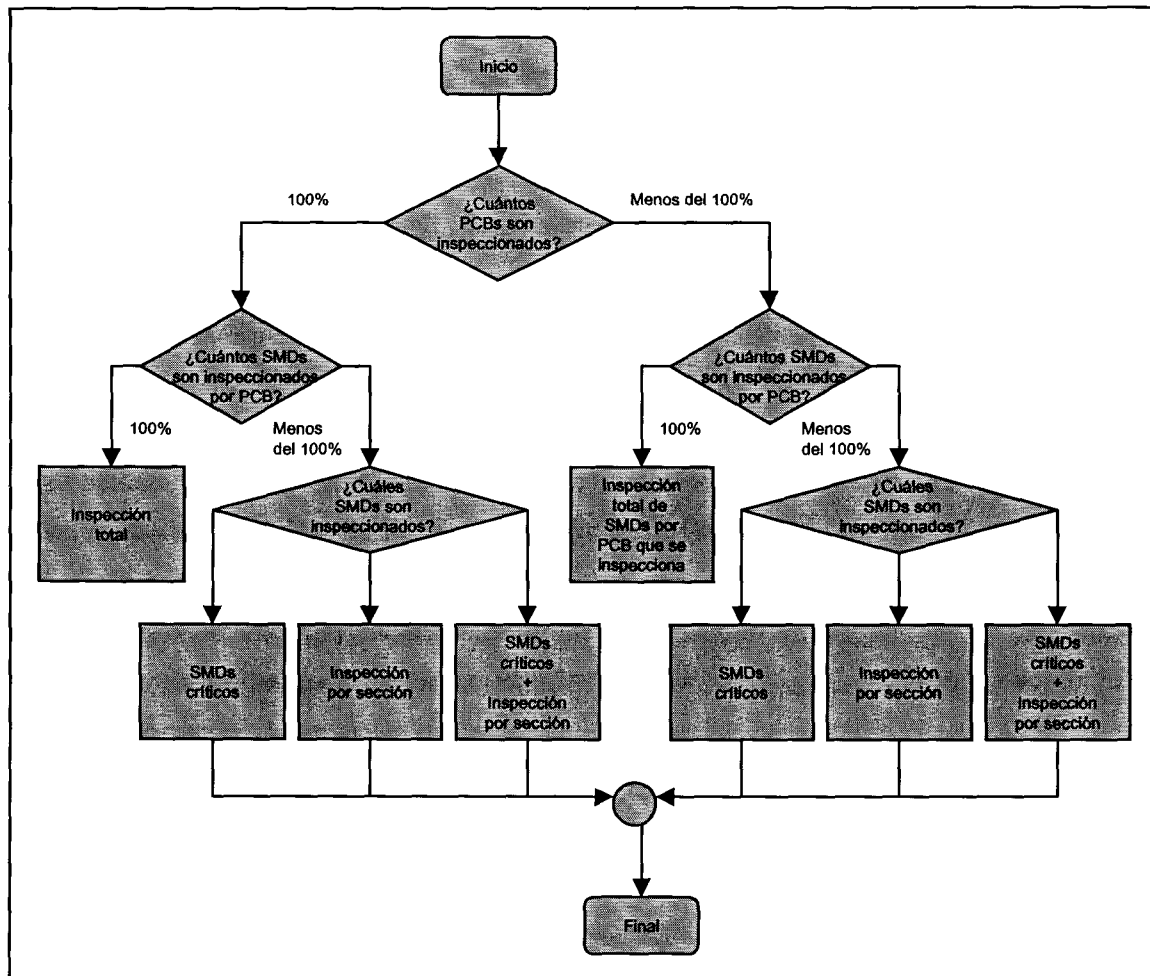 Inicio
¿Cuántos
PCBs son
inspeccionados?
100%
Menos del 100%
¿Cuántos SMDs
son inspeccionados
por PCB?
¿Cuántos SMDs
son inspeccionados
por PCB?
100%
Menos
del 100%
100%
Menos
del 100%
Inspección
total
¿Cuáles
SMDs son
inspeccionados?
Inspección
total de
SMDs por
PCB que se
inspecciona
¿Cuáles
SMDs son
inspeccionados?
SMDs
críticos
Inspección
por sección
SMDs
críticos
+
Inspección
por sección
SMDs
críticos
Inspección
por sección
SMDs
críticos
+
Inspección
por sección
Final